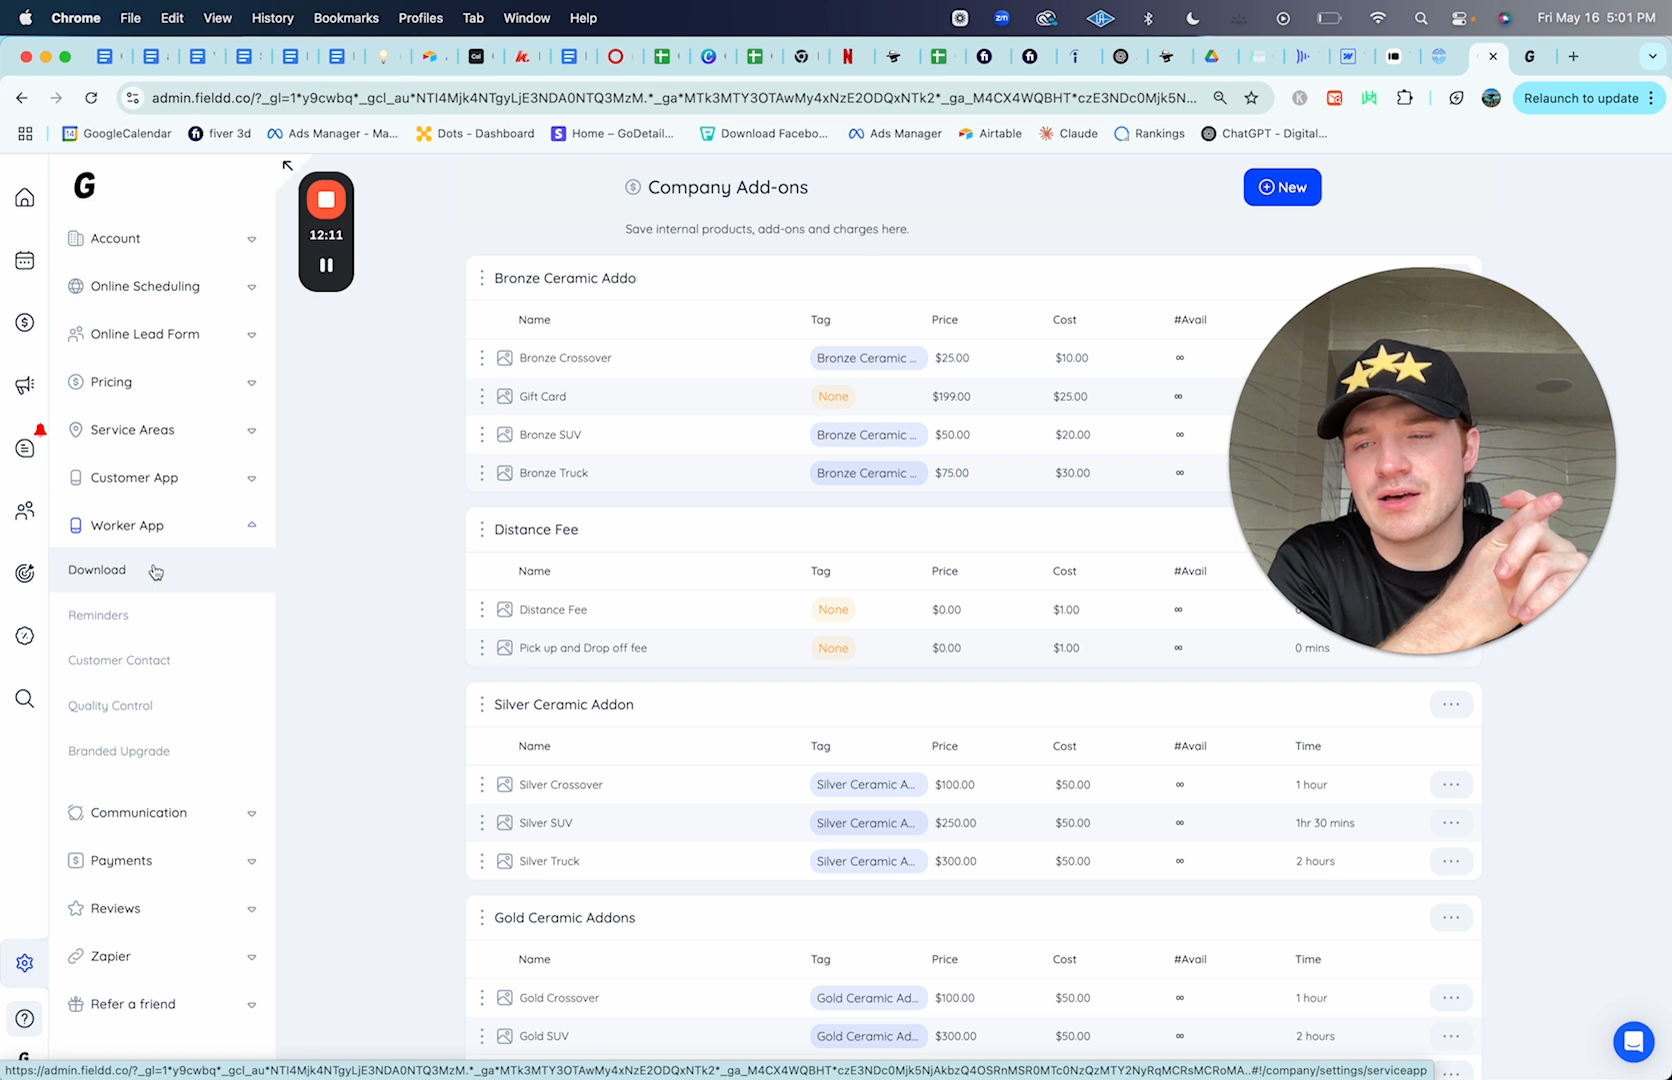 Chrome File Edit View History Bookmarks Profiles Tab Window Help
zm
Fri May 16 5:01 PM
admin.fieldd.co/?_gl=1*y9cwbq*_gcl_au*NTI4Mjk4NTgyLjE3NDA0NTQ3MzM.*_ga*MTk3MTY3OTAwMy4xNzE2ODQxNTk2*_ga_M4CX4WQBHT*czE3NDc0Mjk5N...
Relaunch to update
GoogleCalendar
fiver 3d
Ads Manager - Ma...
Dots - Dashboard
Home – GoDetail...
Download Facebo...
Ads Manager
Airtable
Claude
Rankings
ChatGPT - Digital...
G
Account
Online Scheduling
Online Lead Form
Pricing
Service Areas
Customer App
Worker App
Download
Reminders
Customer Contact
Quality Control
Branded Upgrade
Communication
Payments
Reviews
Zapier
Refer a friend
12:11
Company Add-ons
New
Save internal products, add-ons and charges here.
Bronze Ceramic Addo
Name Tag Price Cost #Avail
Bronze Crossover Bronze Ceramic ... $25.00 $10.00 ∞
Gift Card None $199.00 $25.00 ∞
Bronze SUV Bronze Ceramic ... $50.00 $20.00 ∞
Bronze Truck Bronze Ceramic ... $75.00 $30.00 ∞
Distance Fee
Name Tag Price Cost #Avail
Distance Fee None $0.00 $1.00 ∞
Pick up and Drop off fee None $0.00 $1.00 ∞ 0 mins
Silver Ceramic Addon
Name Tag Price Cost #Avail Time
Silver Crossover Silver Ceramic A... $100.00 $50.00 ∞ 1 hour
Silver SUV Silver Ceramic A... $250.00 $50.00 ∞ 1hr 30 mins
Silver Truck Silver Ceramic A... $300.00 $50.00 ∞ 2 hours
Gold Ceramic Addons
Name Tag Price Cost #Avail Time
Gold Crossover Gold Ceramic Ad... $100.00 $50.00 ∞ 1 hour
Gold SUV Gold Ceramic Ad... $300.00 $50.00 ∞ 2 hours
https://admin.fieldd.co/?_gl=1*y9cwbq*_gcl_au*NTI4Mjk4NTgyLjE3NDA0NTQ3MzM.*_ga*MTk3MTY3OTAwMy4xNzE2ODQxNTk2*_ga_M4CX4WQBHT*czE3NDc0Mjk5NjAkbzQ4OSRnMSR0MTc0NzQzMTY2NyRqMCRsMCRoMA..#!/company/settings/serviceapp